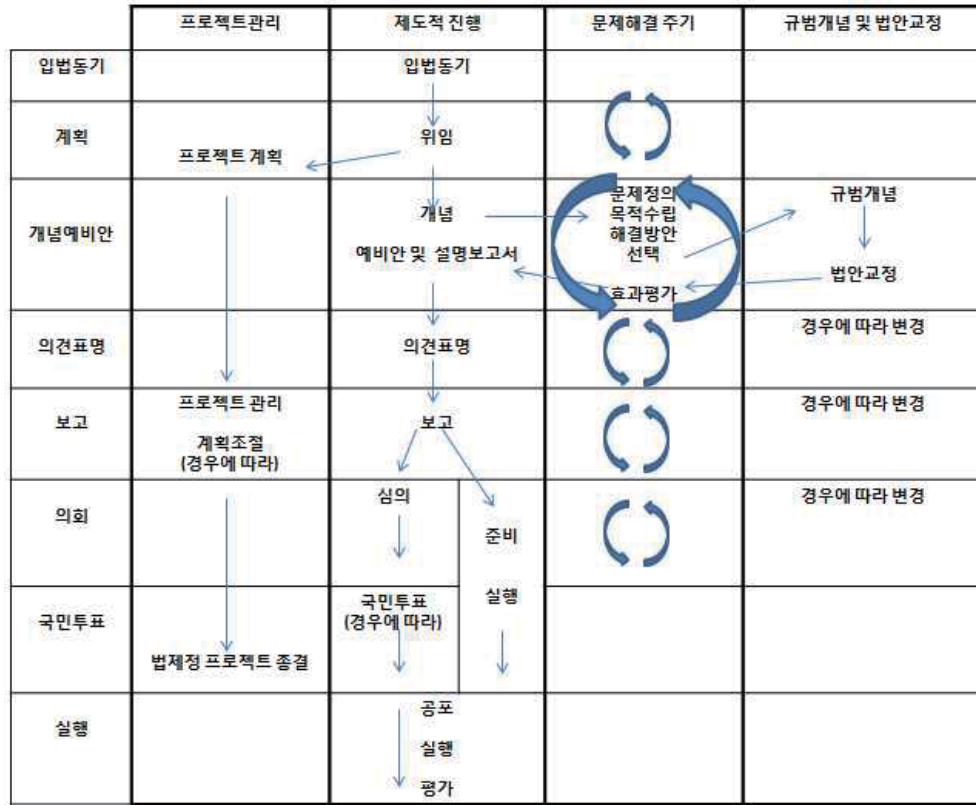 프로젝트관리
제도적 진행
문제해결 주기
규범개념 및 법안교정
입법동기
입법동기
계획
위임
프로젝트 계획
개념예비안
개념
예비안 및 설명보고서
문제정의
목적수립
해결방안
선택
효과평가
규범개념
법안교정
의견표명
의견표명
경우에 따라 변경
보고
프로젝트 관리
계획조절
(경우에 따라)
보고
경우에 따라 변경
의회
심의
준비
경우에 따라 변경
국민투표
법제정 프로젝트 종결
국민투표
(경우에 따라)
실행
실행
공포
실행
평가